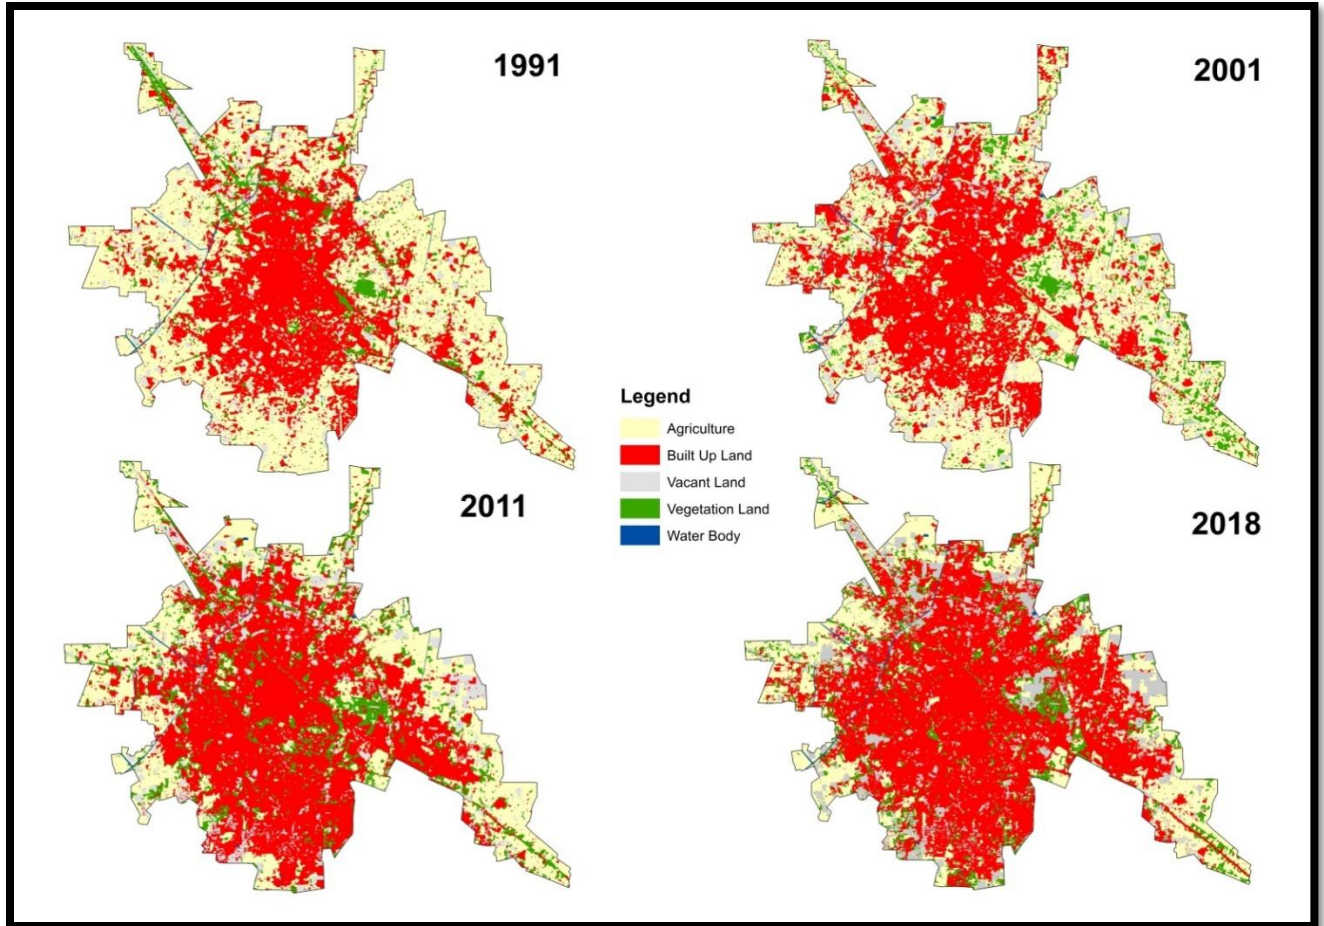 1991
2001
Legend
Agriculture
Built Up Land
Vacant Land
Vegetation Land
Water Body
2011
2018